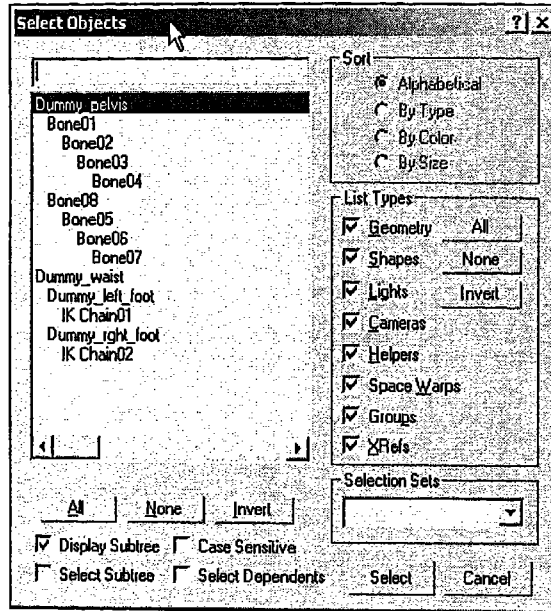 Select Objects
Dummy_pelvis
Bone01
Bone02
Bone03
Bone04
Bone08
Bone05
Bone06
Bone07
Dummy_waist
Dummy_left_foot
IK Chain01
Dummy_rght_foot
IK Chain02
All None Invert
Display Subtree Case Sensitive
Select Subtree Select Dependents
Sort
Alphabetical
By Type
By Color
By Size
List Types
Geometry All
Shapes None
Lights Invert
Cameras
Helpers
Space Warps
Groups
XRefs
Selection Sets
Select Cancel